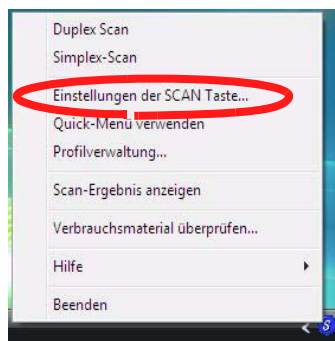 Duplex Scan
Simplex-Scan
Einstellungen der SCAN Taste...
Quick-Menü verwenden
Profilverwaltung...
Scan-Ergebnis anzeigen
Verbrauchsmaterial überprüfen...
Hilfe
Beenden
S